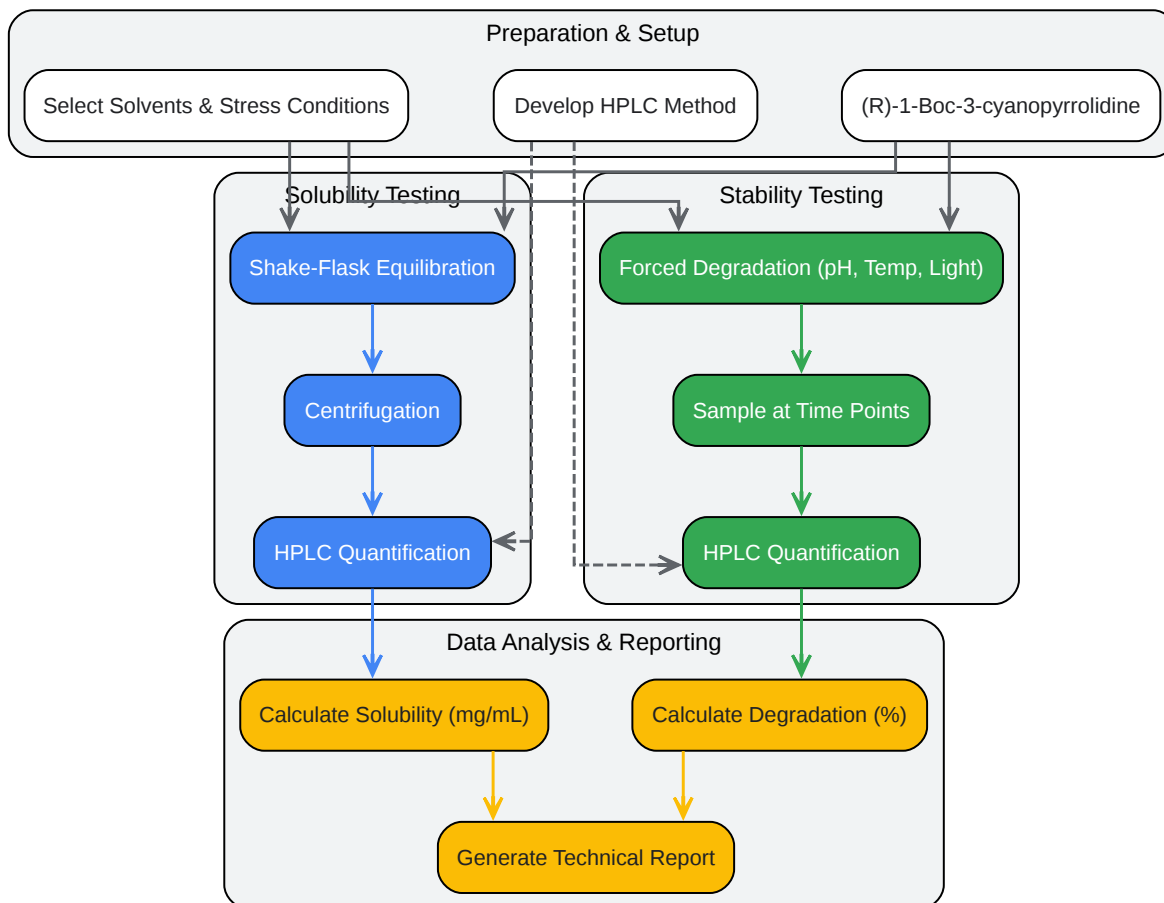 Preparation & Setup
Select Solvents & Stress Conditions
Develop HPLC Method
(R)-1-Boc-3-cyanopyrrolidine
Solubility Testing
Stability Testing
Shake-Flask Equilibration
Forced Degradation (pH, Temp, Light)
Centrifugation
Sample at Time Points
HPLC Quantification
HPLC Quantification
Data Analysis & Reporting
Calculate Solubility (mg/mL)
Calculate Degradation (%)
Generate Technical Report